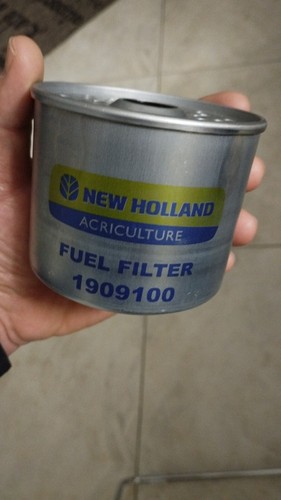 NEW HOLLAND
ACRICULTURE
FUEL FILTER
1909100